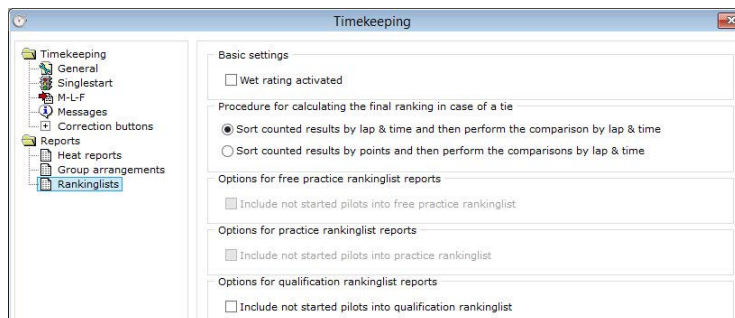 Timekeeping
Timekeeping
General
Singlestart
M-L-F
Messages
Correction buttons
Reports
Heat reports
Group arrangements
Rankinglists
Basic settings
Wet rating activated
Procedure for calculating the final ranking in case of a tie
Sort counted results by lap & time and then perform the comparison by lap & time
Sort counted results by points and then perform the comparisons by lap & time
Options for free practice rankinglist reports
Include not started pilots into free practice rankinglist
Options for practice rankinglist reports
Include not started pilots into practice rankinglist
Options for qualification rankinglist reports
Include not started pilots into qualification rankinglist